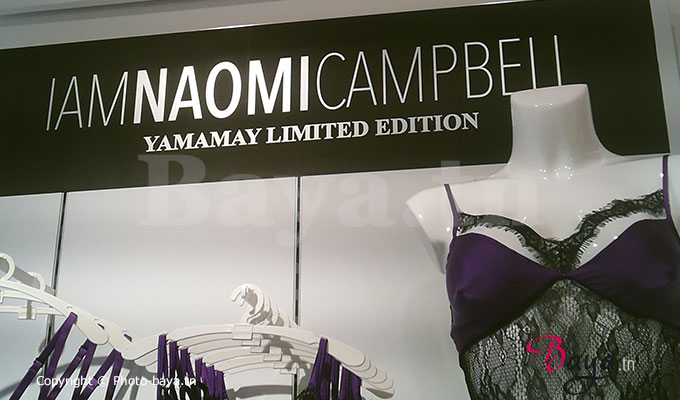 IAMNAOMICAMPBELL
YAMAMAY LIMITED EDITION
Baya.tn
Baya.tn
Copyright © Photo-baya.tn